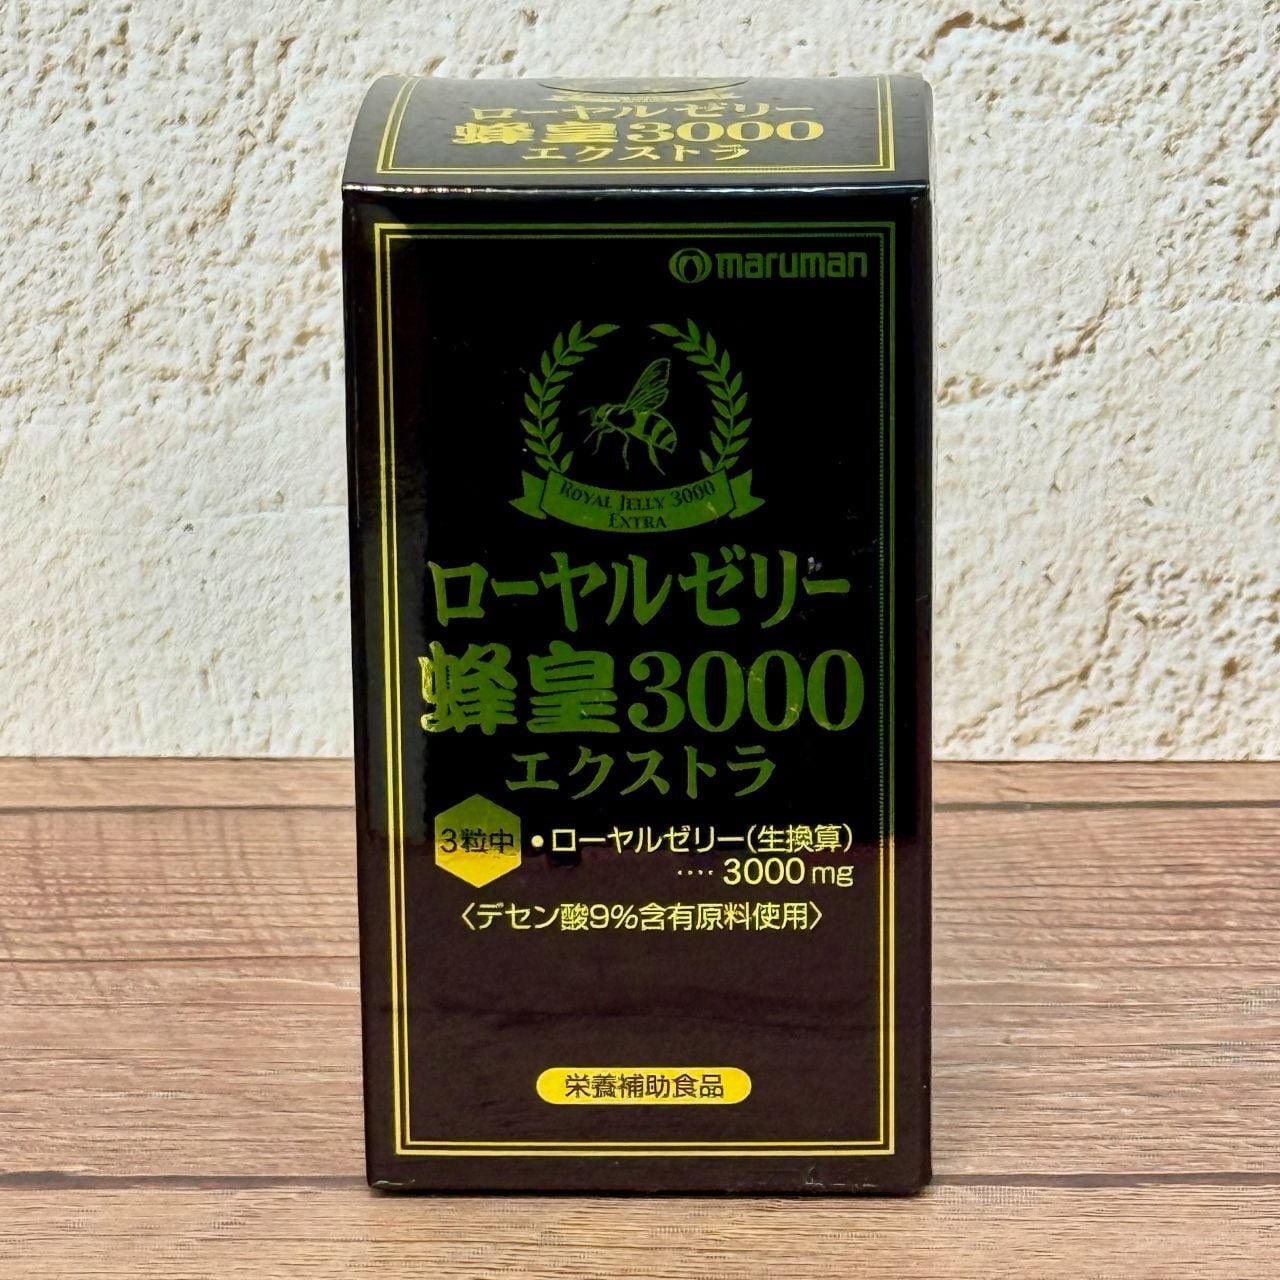 ローヤルゼリー
蜂皇3000
エクストラ
maruman
ROYAL JELLY 3000
EXTRA
ローヤルゼリー
蜂皇3000
エクストラ
3粒中 • ローヤルゼリー(生換算)
････ 3000mg
〈デセン酸9%含有原料使用〉
栄養補助食品